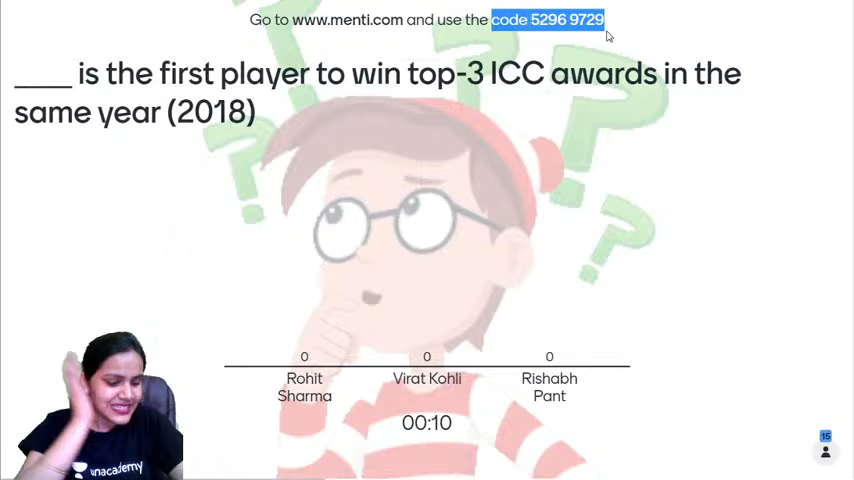 Go to www.menti.com and use the code 5296 9729
____ is the first player to win top-3 ICC awards in the
same year (2018)
0 0 0
Rohit Sharma
Virat Kohli
Rishabh Pant
00:10
15
unacademy